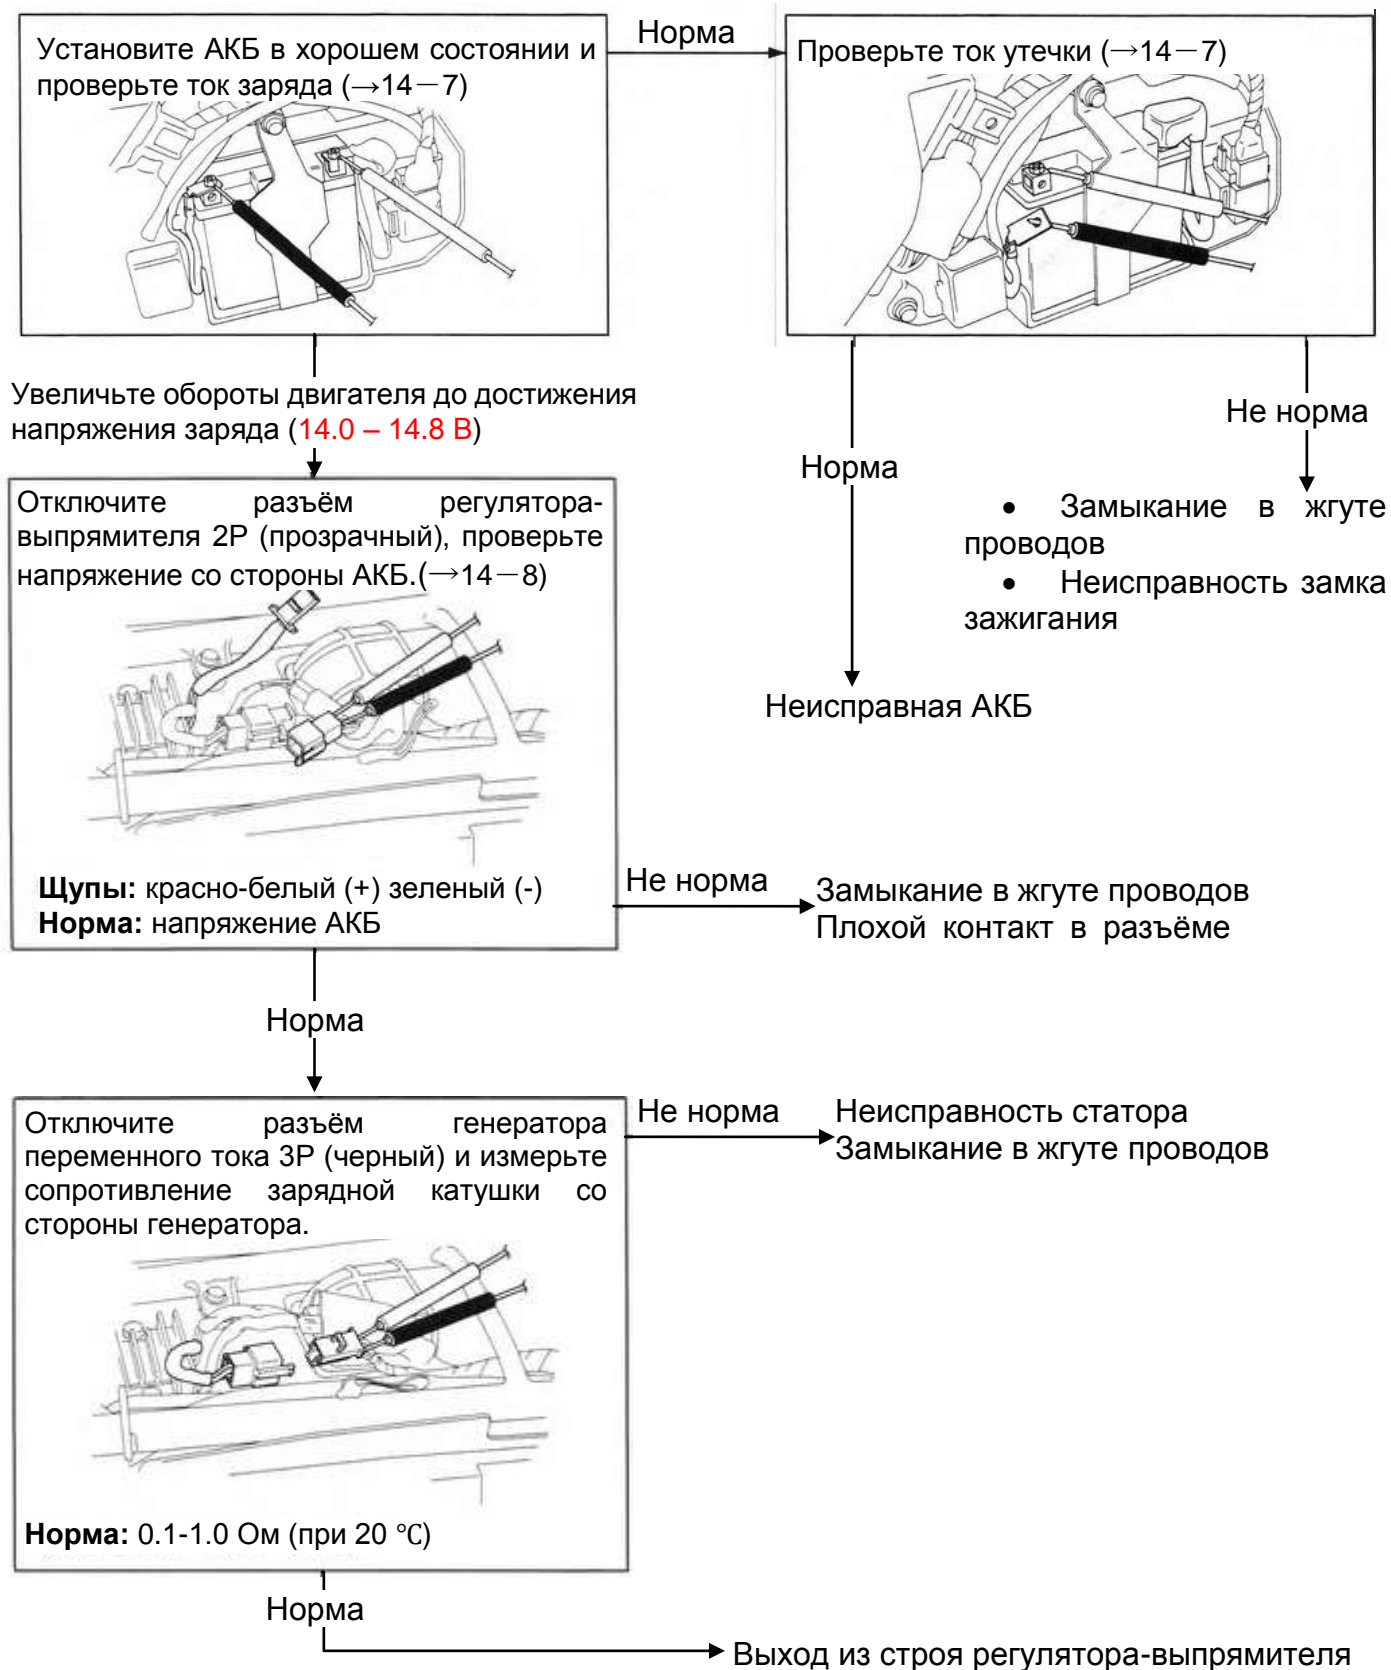 Установите АКБ в хорошем состоянии и
проверьте ток заряда (→14－7)
Норма
Проверьте ток утечки (→14－7)
Увеличьте обороты двигателя до достижения
напряжения заряда (14.0 – 14.8 В)
Не норма
Норма
• Замыкание в жгуте
проводов
• Неисправность замка
зажигания
Неисправная АКБ
Отключите разъём регулятора-
выпрямителя 2Р (прозрачный), проверьте
напряжение со стороны АКБ.(→14－8)
Щупы: красно-белый (+) зеленый (-)
Норма: напряжение АКБ
Не норма
Замыкание в жгуте проводов
Плохой контакт в разъёме
Норма
Отключите разъём генератора
переменного тока 3Р (черный) и измерьте
сопротивление зарядной катушки со
стороны генератора.
Норма: 0.1-1.0 Ом (при 20 ℃)
Не норма
Неисправность статора
Замыкание в жгуте проводов
Норма
Выход из строя регулятора-выпрямителя